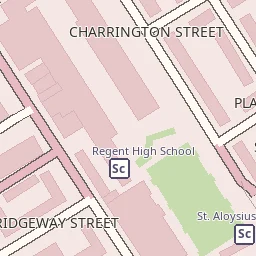 CHARRINGTON STREET
PLA
Regent High School
Sc
St. Aloysius
Sc
RIDGEWAY STREET